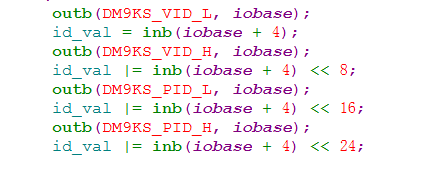 outb(DM9KS_VID_L, iobase);
id_val = inb(iobase + 4);
outb(DM9KS_VID_H, iobase);
id_val |= inb(iobase + 4) << 8;
outb(DM9KS_PID_L, iobase);
id_val |= inb(iobase + 4) << 16;
outb(DM9KS_PID_H, iobase);
id_val |= inb(iobase + 4) << 24;